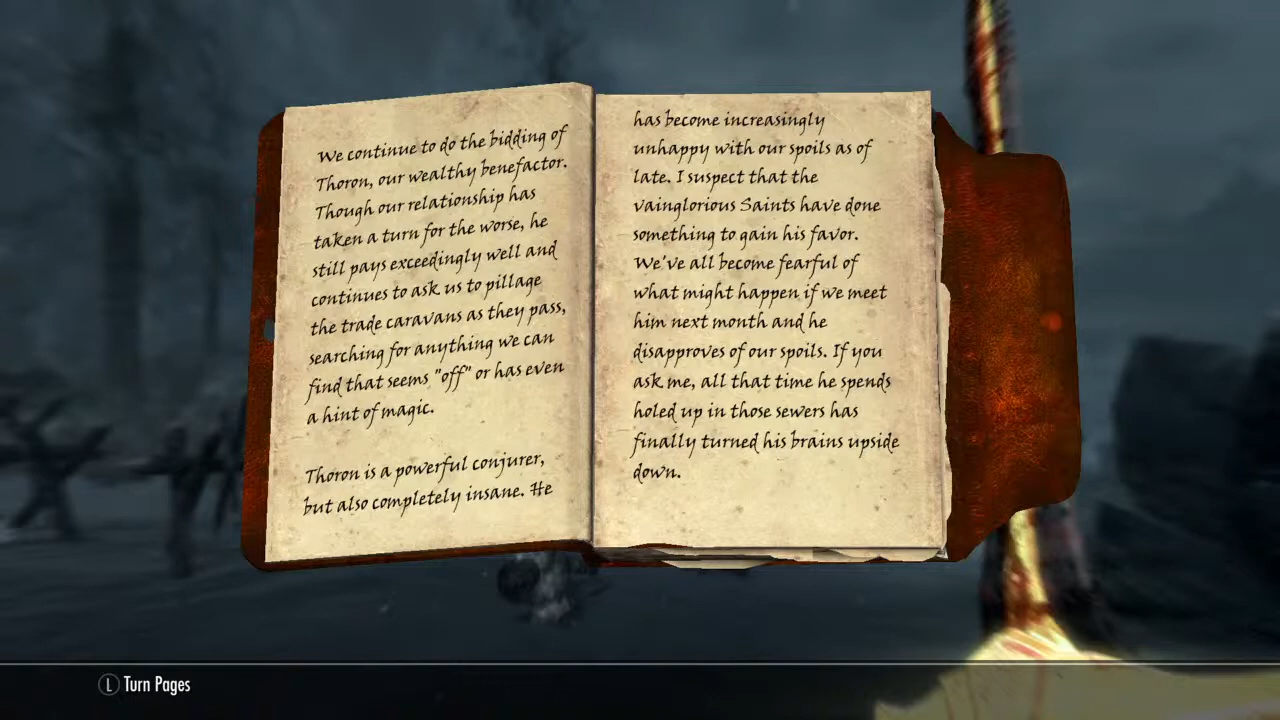 We continue to do the bidding of
Thoron, our wealthy benefactor.
Though our relationship has
taken a turn for the worse, he
still pays exceedingly well and
continues to ask us to pillage
the trade caravans as they pass,
searching for anything we can
find that seems "off" or has even
a hint of magic.
Thoron is a powerful conjurer,
but also completely insane. He
has become increasingly
unhappy with our spoils as of
late. I suspect that the
vainglorious Saints have done
something to gain his favor.
We've all become fearful of
what might happen if we meet
him next month and he
disapproves of our spoils. If you
ask me, all that time he spends
holed up in those sewers has
finally turned his brains upside
down.
L Turn Pages